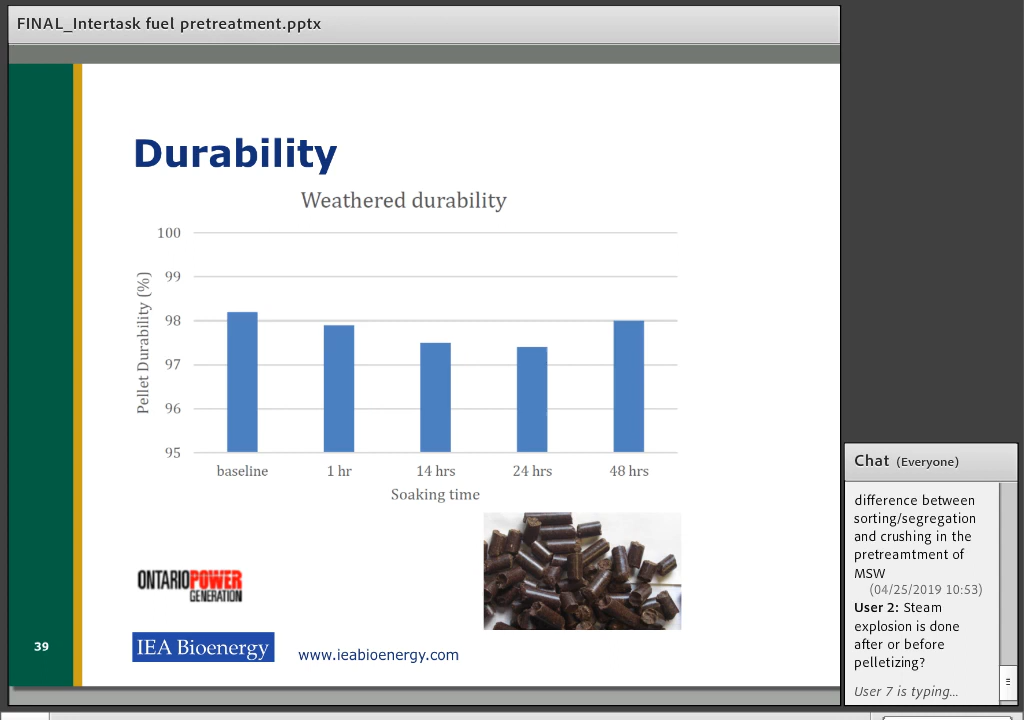 FINAL_Intertask fuel pretreatment.pptx
Durability
Weathered durability
100
99
98
97
96
95
Pellet Durability (%)
baseline
1 hr
14 hrs
24 hrs
48 hrs
Soaking time
ONTARIOPOWER
GENERATION
39
IEA Bioenergy
www.ieabioenergy.com
Chat (Everyone)
difference between
sorting/segregation
and crushing in the
pretreamtment of
MSW
(04/25/2019 10:53)
User 2: Steam
explosion is done
after or before
pelletizing?
User 7 is typing...